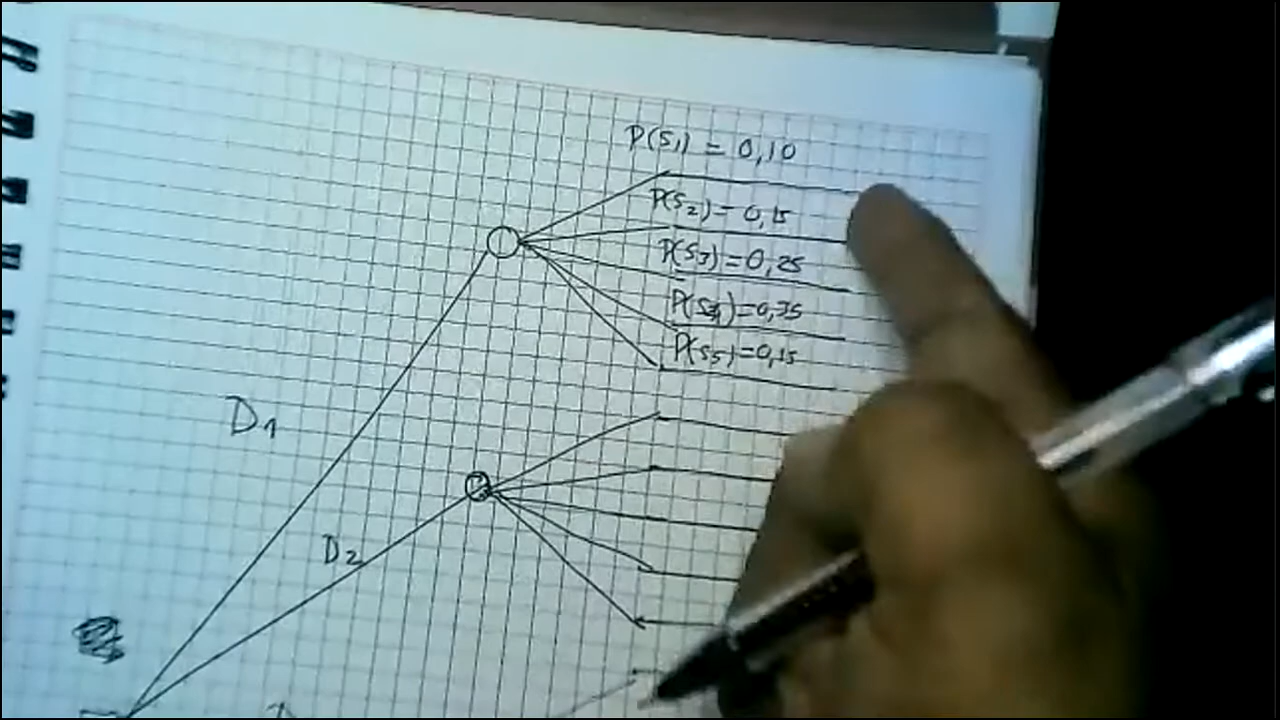 P(S1) = 0,10
P(S2) = 0,15
P(S3) = 0,25
P(S4) = 0,35
P(S5) = 0,15
D1
D2